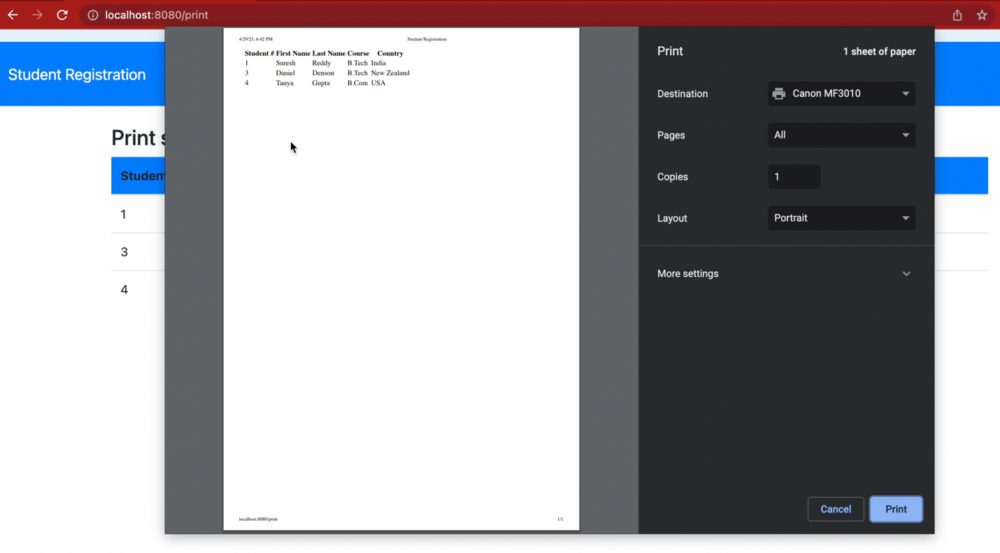 localhost:8080/print
Student Registration
Print s
Student
1
3
4
4/29/23, 6:42 PM Student Registration
Student # First Name Last Name Course Country
1 Suresh Reddy B.Tech India
3 Daniel Denson B.Tech New Zealand
4 Tanya Gupta B.Com USA
localhost:8080/print 1/1
Print 1 sheet of paper
Destination Canon MF3010
Pages All
Copies 1
Layout Portrait
More settings
Cancel Print